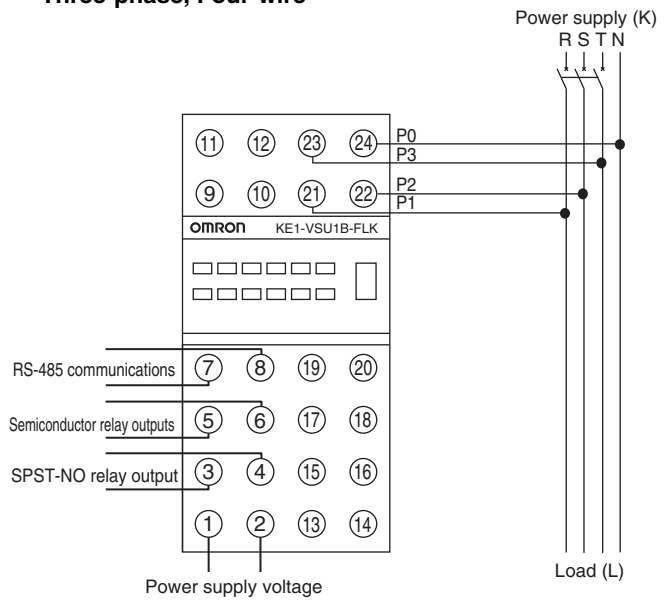 Three-phase, Four-wire
Power supply (K)
R S T N
11 12 23 24 P0
P3
9 10 21 22 P2
P1
OMRON KE1-VSU1B-FLK
RS-485 communications 7 8 19 20
Semiconductor relay outputs 5 6 17 18
SPST-NO relay output 3 4 15 16
1 2 13 14
Power supply voltage
Load (L)